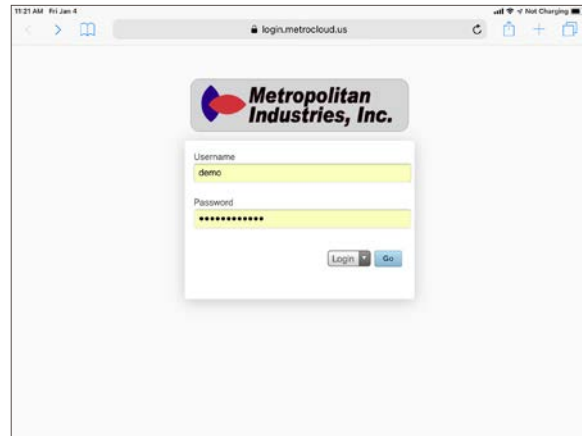 11:21 AM Fri Jan 4
Not Charging
login.metrocloud.us
Metropolitan
Industries, Inc.
Username
demo
Password
••••••••••••
Login
Go